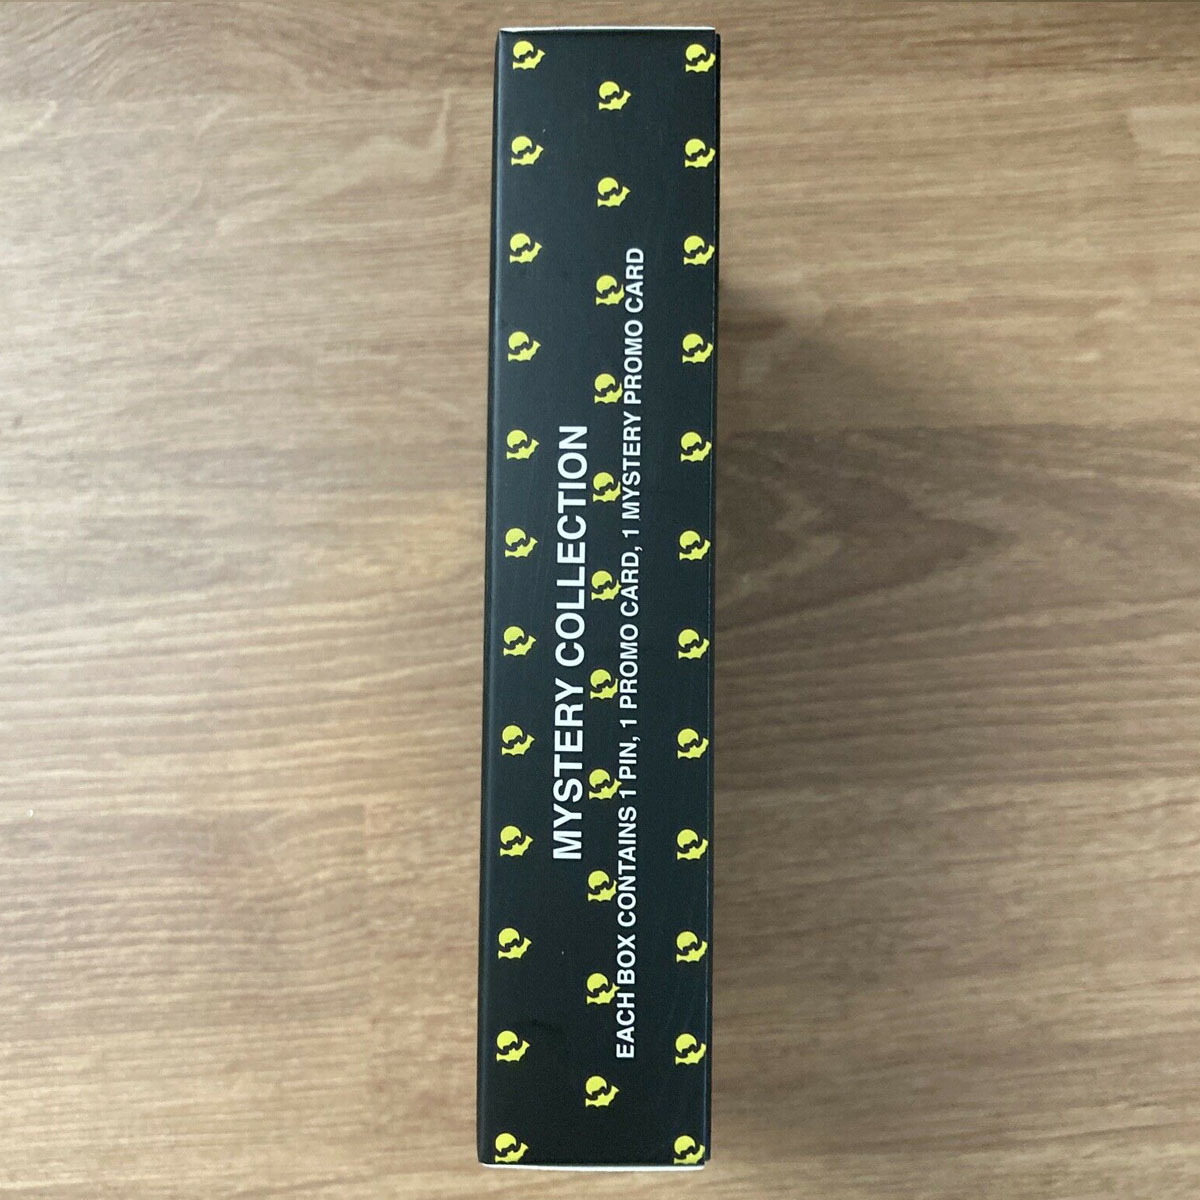 MYSTERY COLLECTION
EACH BOX CONTAINS 1 PIN, 1 PROMO CARD, 1 MYSTERY PROMO CARD